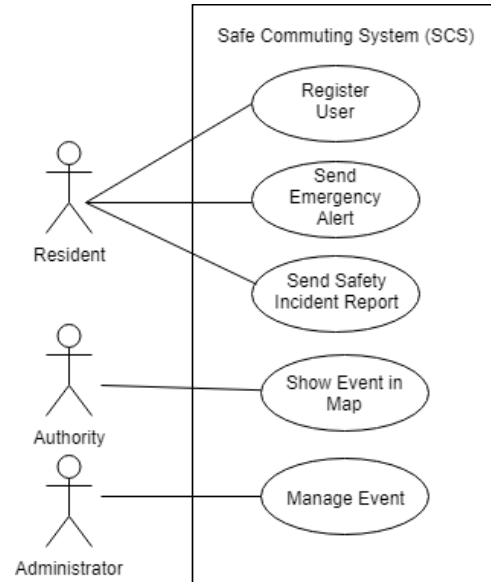 Safe Commuting System (SCS)
Register
User
Send
Emergency
Alert
Resident
Send Safety
Incident Report
Show Event in
Map
Authority
Manage Event
Administrator